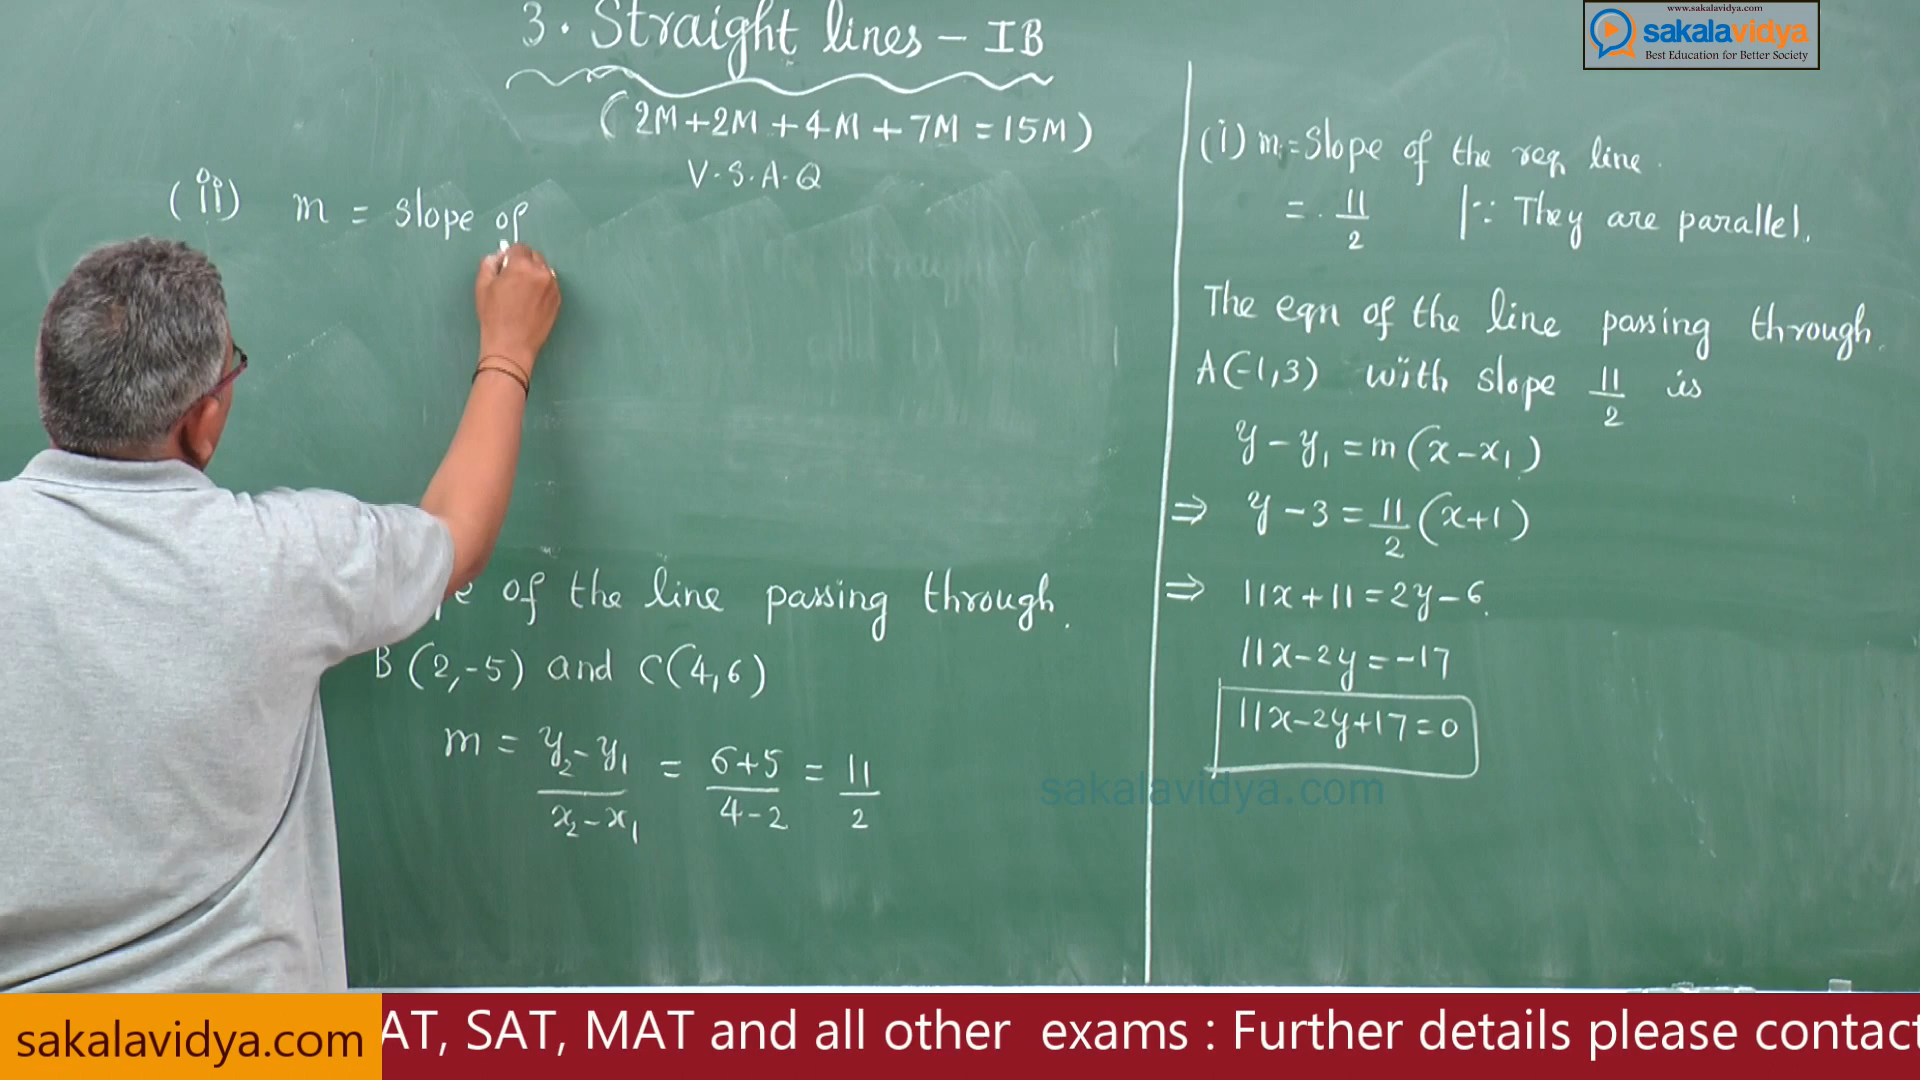 3. Straight lines - IB
(2M+2M+4M+7M=15M)
V.S.A.Q
(ii) m = slope of
of the line passing through.
B(2,-5) and C(4,6)
m = y₂-y₁/x₂-x₁ = 6+5/4-2 = 11/2
(i) m = Slope of the req line.
= 11/2 | ∵ They are parallel.
The eqn of the line passing through.
A(-1,3) with slope 11/2 is
y-y₁=m(x-x₁)
⇒ y-3=11/2(x+1)
⇒ 11x+11=2y-6.
11x-2y=-17
11x-2y+17=0
www.sakalavidya.com
sakalavidya
Best Education for Better Society
sakalavidya.com
sakalavidya.com
AT, SAT, MAT and all other exams : Further details please contact